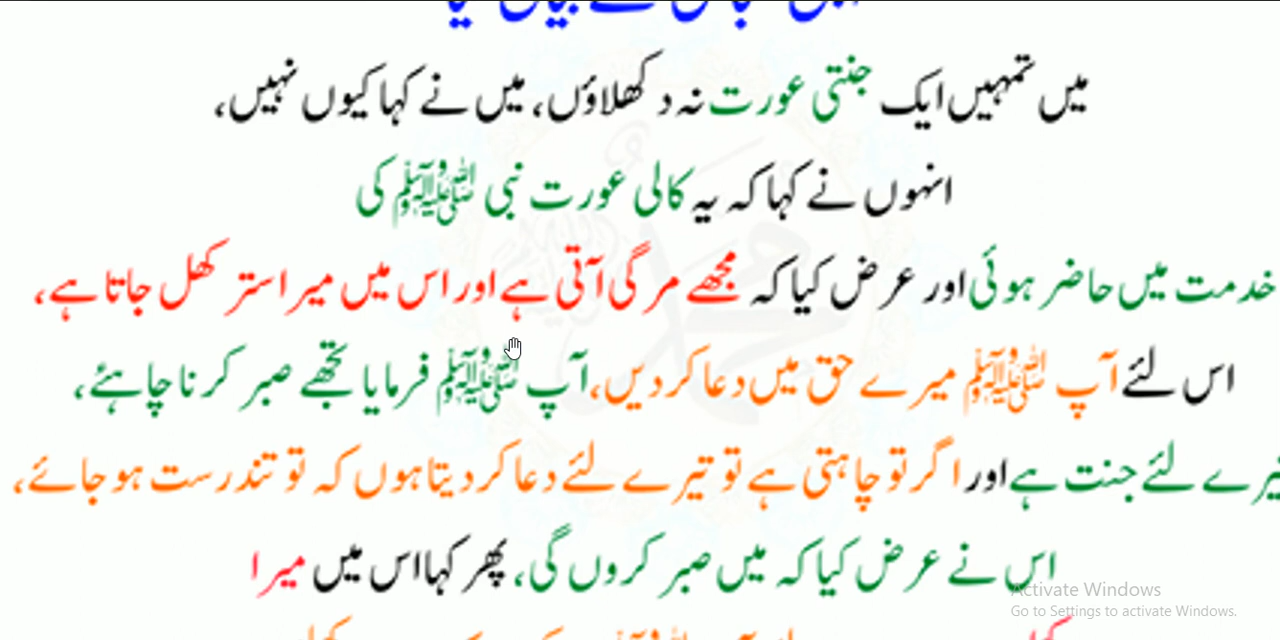 میں تمہیں ایک جنتی عورت نہ دکھلاؤں، میں نے کہا کیوں نہیں،
انہوں نے کہا کہ یہ کالی عورت نبی ﷺ کی
خدمت میں حاضر ہوئی اور عرض کیا کہ مجھے مرگی آتی ہے اور اس میں میرا ستر کھل جاتا ہے،
اس لئے آپ ﷺ میرے حق میں دعا کر دیں، آپ ﷺ فرمایا تجھے صبر کرنا چاہئے،
تیرے لئے جنت ہے اور اگر تو چاہتی ہے تو تیرے لئے دعا کر دیتا ہوں کہ تو تندرست ہو جائے،
اس نے عرض کیا کہ میں صبر کروں گی، پھر کہا اس میں میرا
Activate Windows
Go to Settings to activate Windows.